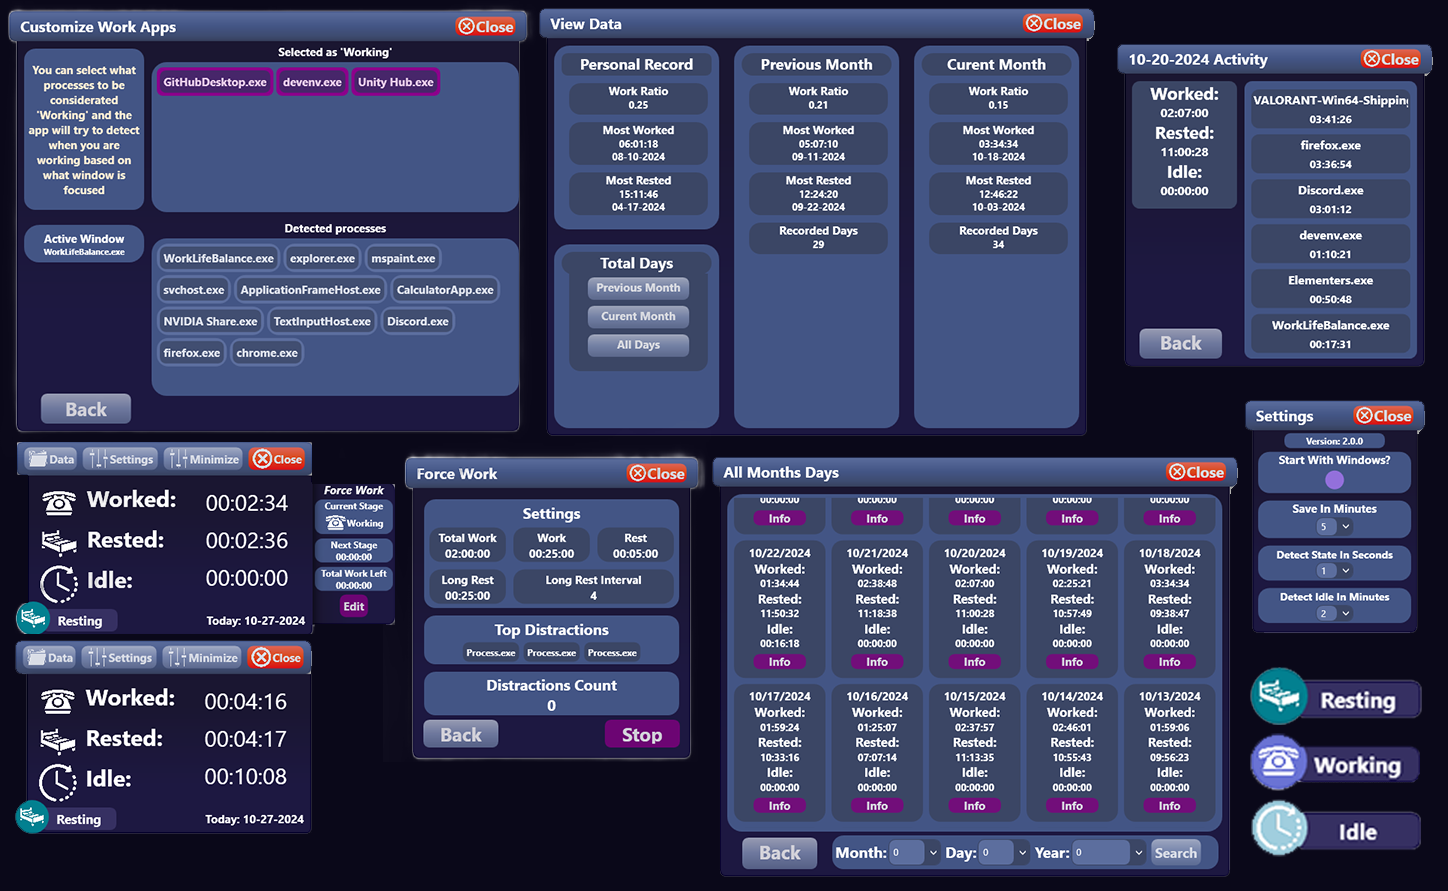 Customize Work Apps
Close
You can select what
processes to be
considerated
'Working' and the
app will try to detect
when you are
working based on
what window is
focused
Active Window
WorkLifeBalance.exe
Selected as 'Working'
GitHubDesktop.exe devenv.exe Unity Hub.exe
Detected processes
WorkLifeBalance.exe explorer.exe mspaint.exe
svchost.exe ApplicationFrameHost.exe CalculatorApp.exe
NVIDIA Share.exe TextInputHost.exe Discord.exe
firefox.exe chrome.exe
Back
View Data
Close
Personal Record
Work Ratio
0.25
Most Worked
06:01:18
08-10-2024
Most Rested
15:11:46
04-17-2024
Total Days
Previous Month
Curent Month
All Days
Previous Month
Work Ratio
0.21
Most Worked
05:07:10
09-11-2024
Most Rested
12:24:20
09-22-2024
Recorded Days
29
Curent Month
Work Ratio
0.15
Most Worked
03:34:34
10-18-2024
Most Rested
12:46:22
10-03-2024
Recorded Days
34
10-20-2024 Activity
Close
Worked:
02:07:00
Rested:
11:00:28
Idle:
00:00:00
Back
VALORANT-Win64-Shipping
03:41:26
firefox.exe
03:36:54
Discord.exe
03:01:12
devenv.exe
01:10:21
Elementers.exe
00:50:48
WorkLifeBalance.exe
00:17:31
Data Settings Minimize Close
Worked: 00:02:34
Rested: 00:02:36
Idle: 00:00:00
Resting
Today: 10-27-2024
Force Work
Current Stage
Working
Next Stage
00:00:00
Total Work Left
00:00:00
Edit
Data Settings Minimize Close
Worked: 00:04:16
Rested: 00:04:17
Idle: 00:10:08
Resting
Today: 10-27-2024
Force Work
Close
Settings
Total Work Work Rest
02:00:00 00:25:00 00:05:00
Long Rest Long Rest Interval
00:25:00 4
Top Distractions
Process.exe Process.exe Process.exe
Distractions Count
0
Back Stop
All Months Days
Close
00:00:00 00:00:00 00:00:00 00:00:00 00:00:00
Info Info Info Info Info
10/22/2024 10/21/2024 10/20/2024 10/19/2024 10/18/2024
Worked: Worked: Worked: Worked: Worked:
01:34:44 02:38:48 02:07:00 02:25:21 03:34:34
Rested: Rested: Rested: Rested: Rested:
11:50:32 11:18:38 11:00:28 10:57:49 09:38:47
Idle: Idle: Idle: Idle: Idle:
00:16:18 00:00:00 00:00:00 00:00:00 00:00:00
Info Info Info Info Info
10/17/2024 10/16/2024 10/15/2024 10/14/2024 10/13/2024
Worked: Worked: Worked: Worked: Worked:
01:59:24 01:25:07 02:37:57 02:46:01 01:59:06
Rested: Rested: Rested: Rested: Rested:
10:33:16 07:07:14 11:13:35 10:55:43 09:56:23
Idle: Idle: Idle: Idle: Idle:
00:00:00 00:00:00 00:00:00 00:00:00 00:00:00
Info Info Info Info Info
Back Month: 0 Day: 0 Year: 0 Search
Settings
Close
Version: 2.0.0
Start With Windows?
Save In Minutes
5
Detect State In Seconds
1
Detect Idle In Minutes
2
Resting
Working
Idle